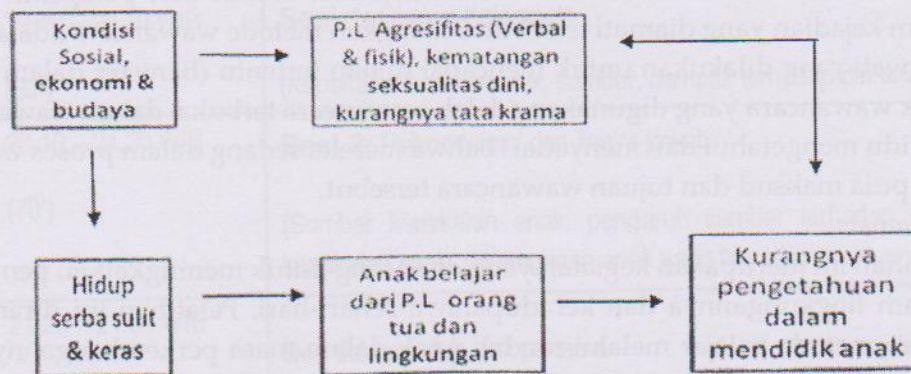 Kondisi
Sosial,
ekonomi &
budaya
P.L Agresifitas (Verbal
& fisik), kematangan
seksualitas dini,
kurangnya tata krama
Hidup
serba sulit
& keras
Anak belajar
dari P.L orang
tua dan
lingkungan
Kurangnya
pengetahuan
dalam
mendidik anak